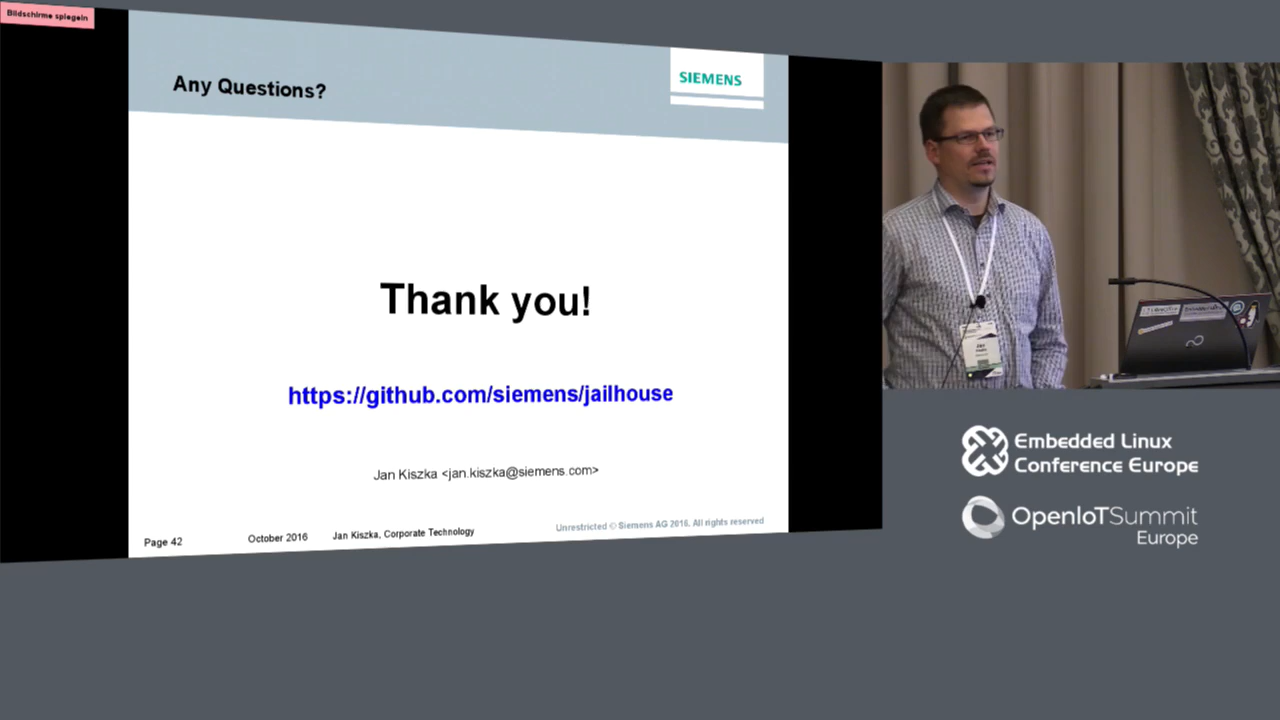 Bildschirme spiegeln
Any Questions?
SIEMENS
Thank you!
https://github.com/siemens/jailhouse
Jan Kiszka <jan.kiszka@siemens.com>
Page 42
October 2016
Jan Kiszka, Corporate Technology
Unrestricted © Siemens AG 2016. All rights reserved
Embedded Linux
Conference Europe
OpenIoTSummit
Europe